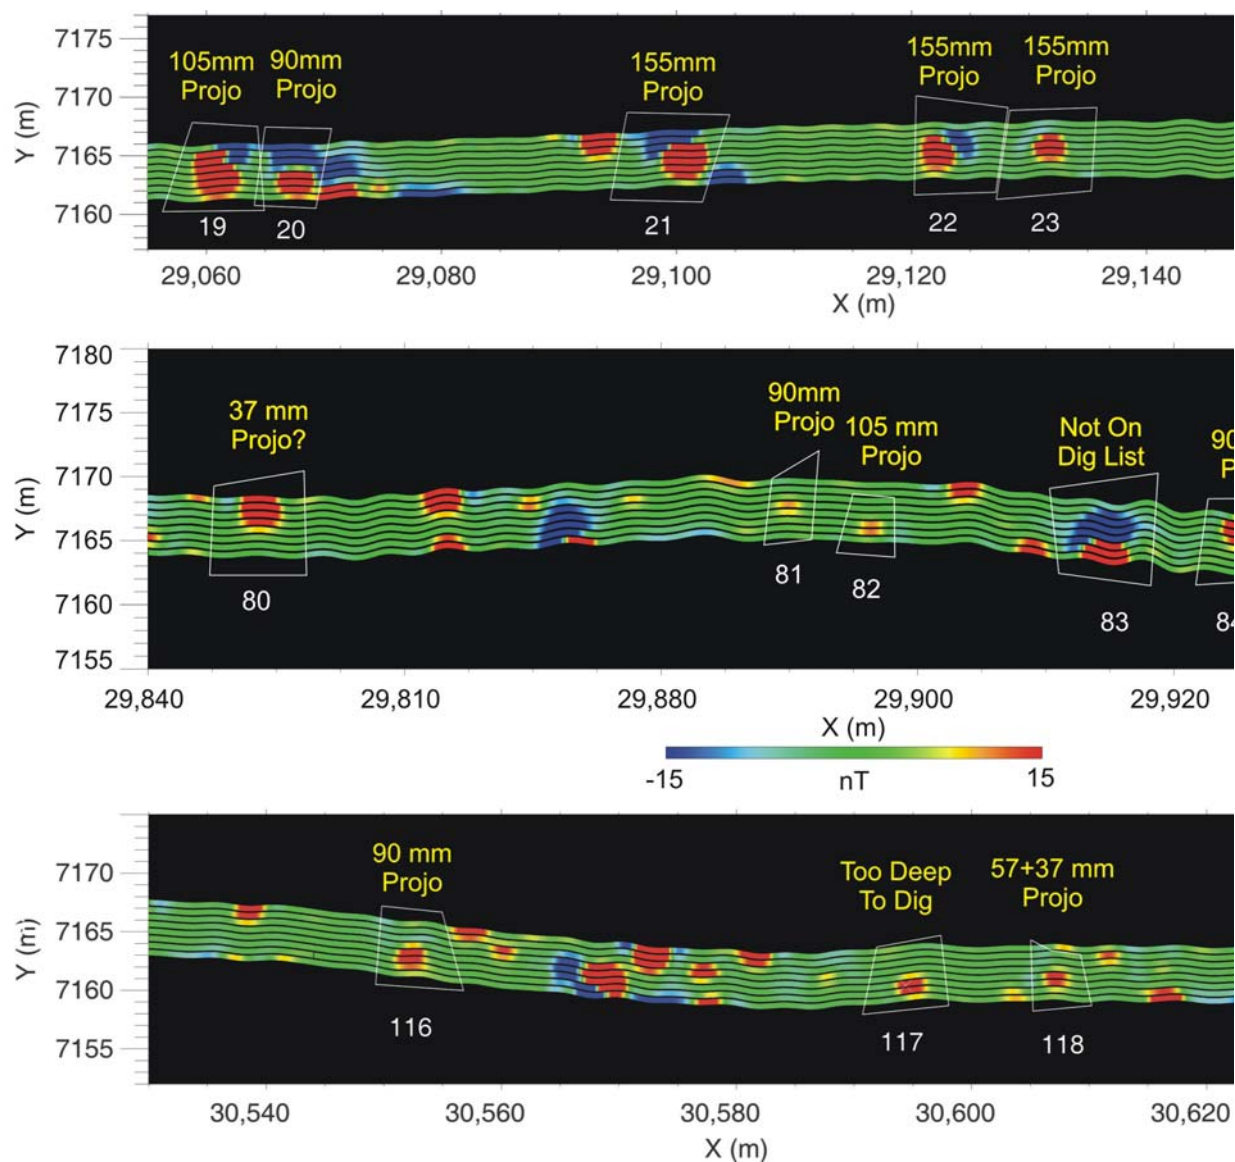 7175
7170
7165
7160
Y (m)
105mm
Projo
90mm
Projo
155mm
Projo
155mm
Projo
155mm
Projo
19
20
21
22
23
29,060
29,080
29,100
29,120
29,140
X (m)
7180
7175
7170
7165
7160
7155
Y (m)
37 mm
Projo?
90mm
Projo
105 mm
Projo
Not On
Dig List
90
P
80
81
82
83
84
29,840
29,810
29,880
29,900
29,920
X (m)
-15
nT
15
7170
7165
7160
7155
Y (m)
90 mm
Projo
Too Deep
To Dig
57+37 mm
Projo
116
117
118
30,540
30,560
30,580
30,600
30,620
X (m)